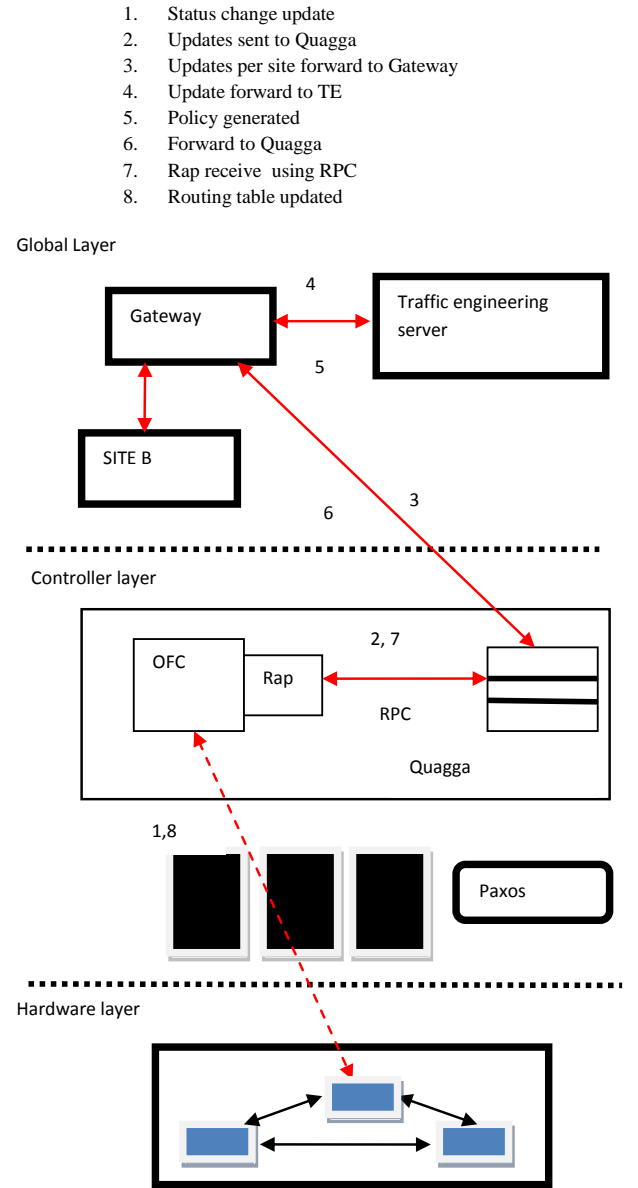 1. Status change update
2. Updates sent to Quagga
3. Updates per site forward to Gateway
4. Update forward to TE
5. Policy generated
6. Forward to Quagga
7. Rap receive using RPC
8. Routing table updated
Global Layer
4
Gateway
Traffic engineering
server
5
SITE B
3
6
Controller layer
2, 7
OFC
Rap
RPC
Quagga
1,8
Paxos
Hardware layer